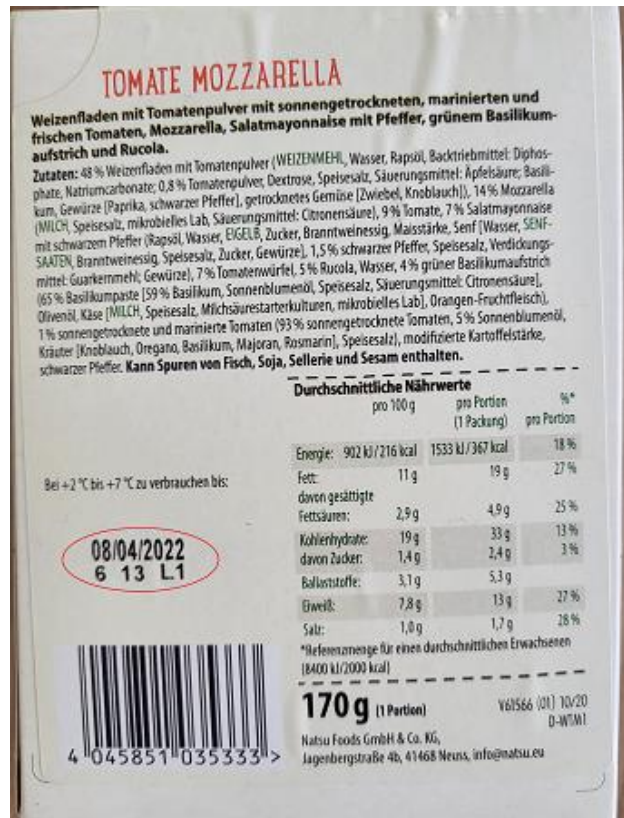 TOMATE MOZZARELLA
Weizenfladen mit Tomatenpulver mit sonnengetrockneten, marinierten und
frischen Tomaten, Mozzarella, Salatmayonnaise mit Pfeffer, grünem Basilikum-
aufstrich und Rucola.
Zutaten: 48 % Weizenfladen mit Tomatenpulver (WEIZENMEHL, Wasser, Rapsöl, Backtriebmittel: Diphos-
phate, Natriumcarbonate; 0,8 % Tomatenpulver, Dextrose, Speisesalz, Säuerungsmittel: Apfelsäure; Basili-
kum, Gewürze [Paprika, schwarzer Pfeffer], getrocknetes Gemüse [Zwiebel, Knoblauch]), 14 % Mozzarella
(MILCH, Speisesalz, mikrobielles Lab, Säuerungsmittel: Citronensäure), 9 % Tomate, 7 % Salatmayonnaise
mit schwarzem Pfeffer (Rapsöl, Wasser, EIGELB, Zucker, Branntweinessig, Maisstärke, Senf [Wasser, SENF-
SAATEN, Branntweinessig, Speisesalz, Zucker, Gewürze], 1,5 % schwarzer Pfeffer, Speisesalz, Verdickungs-
mittel: Guarkernmehl; Gewürze), 7 % Tomatenwürfel, 5 % Rucola, Wasser, 4 % grüner Basilikumaufstrich
(65 % Basilikumpaste [59 % Basilikum, Sonnenblumenöl, Speisesalz, Säuerungsmittel: Citronensäure],
Olivenöl, Käse [MILCH, Speisesalz, Milchsäurestarterkulturen, mikrobielles Lab], Orangen-Fruchtfleisch),
1 % sonnengetrocknete und marinierte Tomaten (93 % sonnengetrocknete Tomaten, 5 % Sonnenblumenöl,
Kräuter [Knoblauch, Oregano, Basilikum, Majoran, Rosmarin], Speisesalz), modifizierte Kartoffelstärke,
schwarzer Pfeffer. Kann Spuren von Fisch, Soja, Sellerie und Sesam enthalten.
Durchschnittliche Nährwerte
pro 100 g pro Portion %*
(1 Packung) pro Portion
Energie: 902 kJ/216 kcal 1533 kJ/367 kcal 18 %
Fett: 11 g 19 g 27 %
davon gesättigte
Fettsäuren: 2,9 g 4,9 g 25 %
Kohlenhydrate: 19 g 33 g 13 %
davon Zucker: 1,4 g 2,4 g 3 %
Ballaststoffe: 3,1 g 5,3 g
Eiweiß: 7,8 g 13 g 27 %
Salz: 1,0 g 1,7 g 28 %
*Referenzmenge für einen durchschnittlichen Erwachsenen
(8400 kJ/2000 kcal)
Bei +2 °C bis +7 °C zu verbrauchen bis:
08/04/2022
6 13 L1
170 g (1 Portion)
V61566 (01) 10/20
D-WTM1
Natsu Foods GmbH & Co. KG,
Jagenbergstraße 4b, 41468 Neuss, info@natsu.eu
4 045851 035333 >